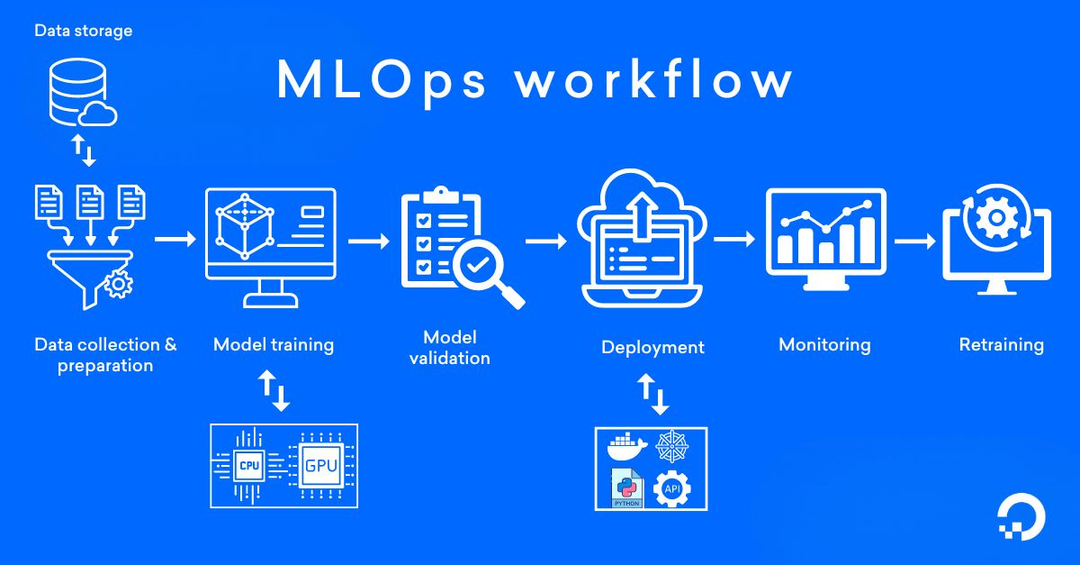 Data storage
MLOps workflow
Data collection &
preparation
Model training
Model
validation
Deployment
Monitoring
Retraining
CPU
GPU
PYTHON
API